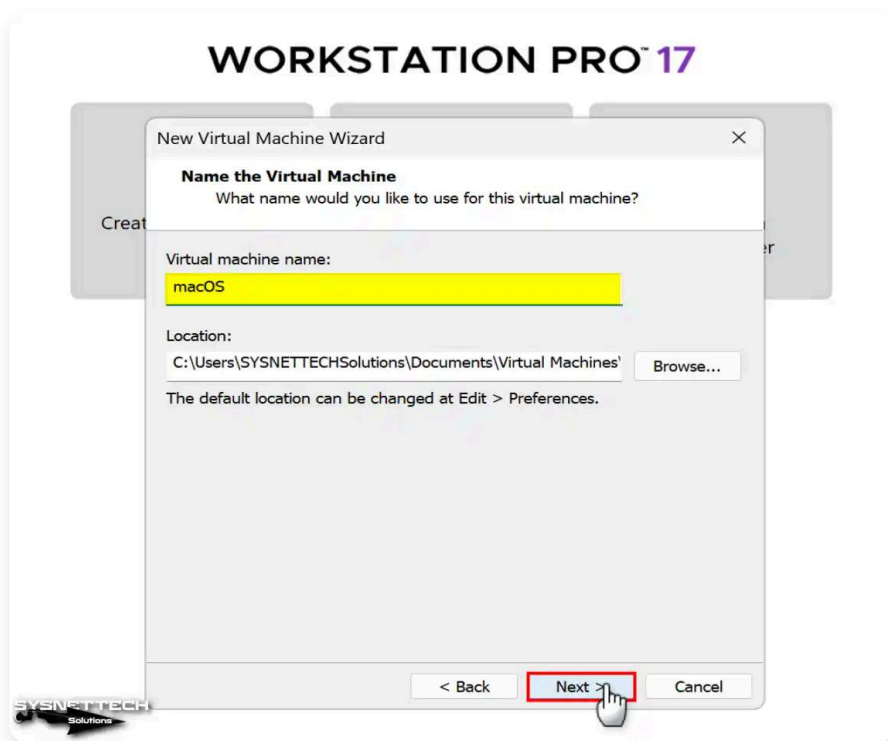 WORKSTATION PRO™ 17
New Virtual Machine Wizard
Name the Virtual Machine
What name would you like to use for this virtual machine?
Creat
er
Virtual machine name:
macOS
Location:
C:\Users\SYSNETTECHSolutions\Documents\Virtual Machines\
Browse...
The default location can be changed at Edit > Preferences.
< Back
Next >
Cancel
SYSNETTECH
Solutions